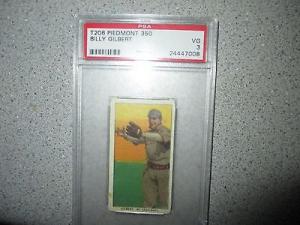 PSA
T206 PIEDMONT 350
BILLY GILBERT
VG
3
24447008